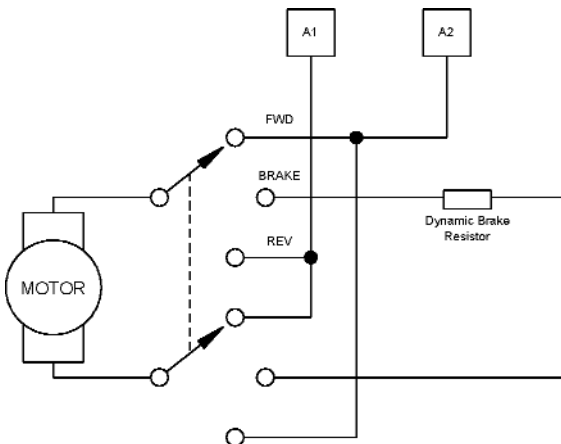 A1
A2
FWD
BRAKE
Dynamic Brake
Resistor
REV
MOTOR